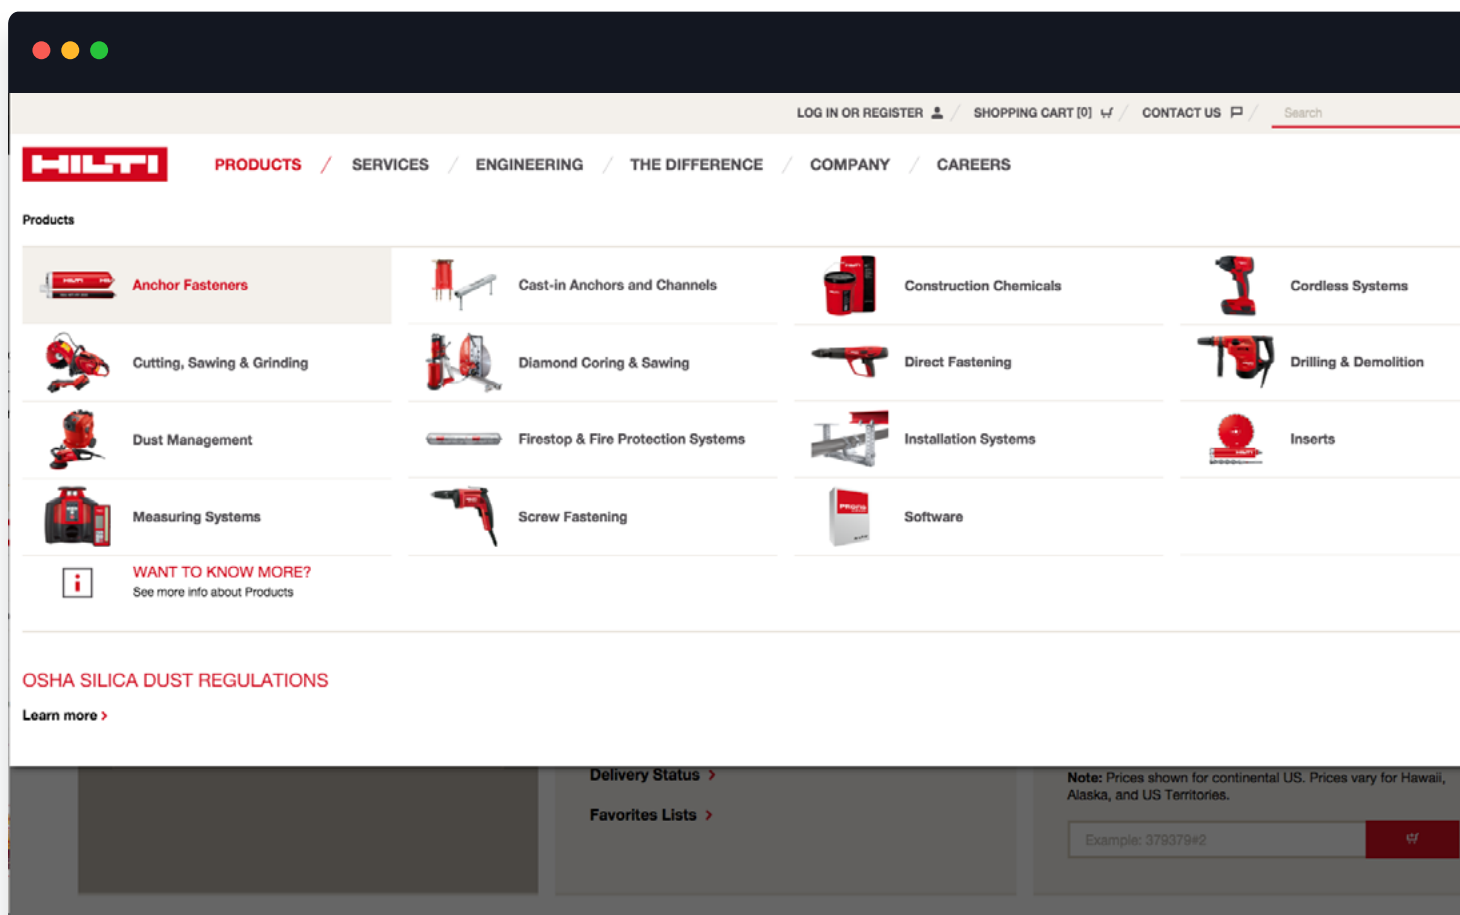 LOG IN OR REGISTER / SHOPPING CART [0] / CONTACT US / Search
HILTI
PRODUCTS / SERVICES / ENGINEERING / THE DIFFERENCE / COMPANY / CAREERS
Products
Anchor Fasteners
Cast-in Anchors and Channels
Construction Chemicals
Cordless Systems
Cutting, Sawing & Grinding
Diamond Coring & Sawing
Direct Fastening
Drilling & Demolition
Dust Management
Firestop & Fire Protection Systems
Installation Systems
Inserts
Measuring Systems
Screw Fastening
Software
WANT TO KNOW MORE?
See more info about Products
OSHA SILICA DUST REGULATIONS
Learn more >
Delivery Status >
Favorites Lists >
Note: Prices shown for continental US. Prices vary for Hawaii,
Alaska, and US Territories.
Example: 379379#2